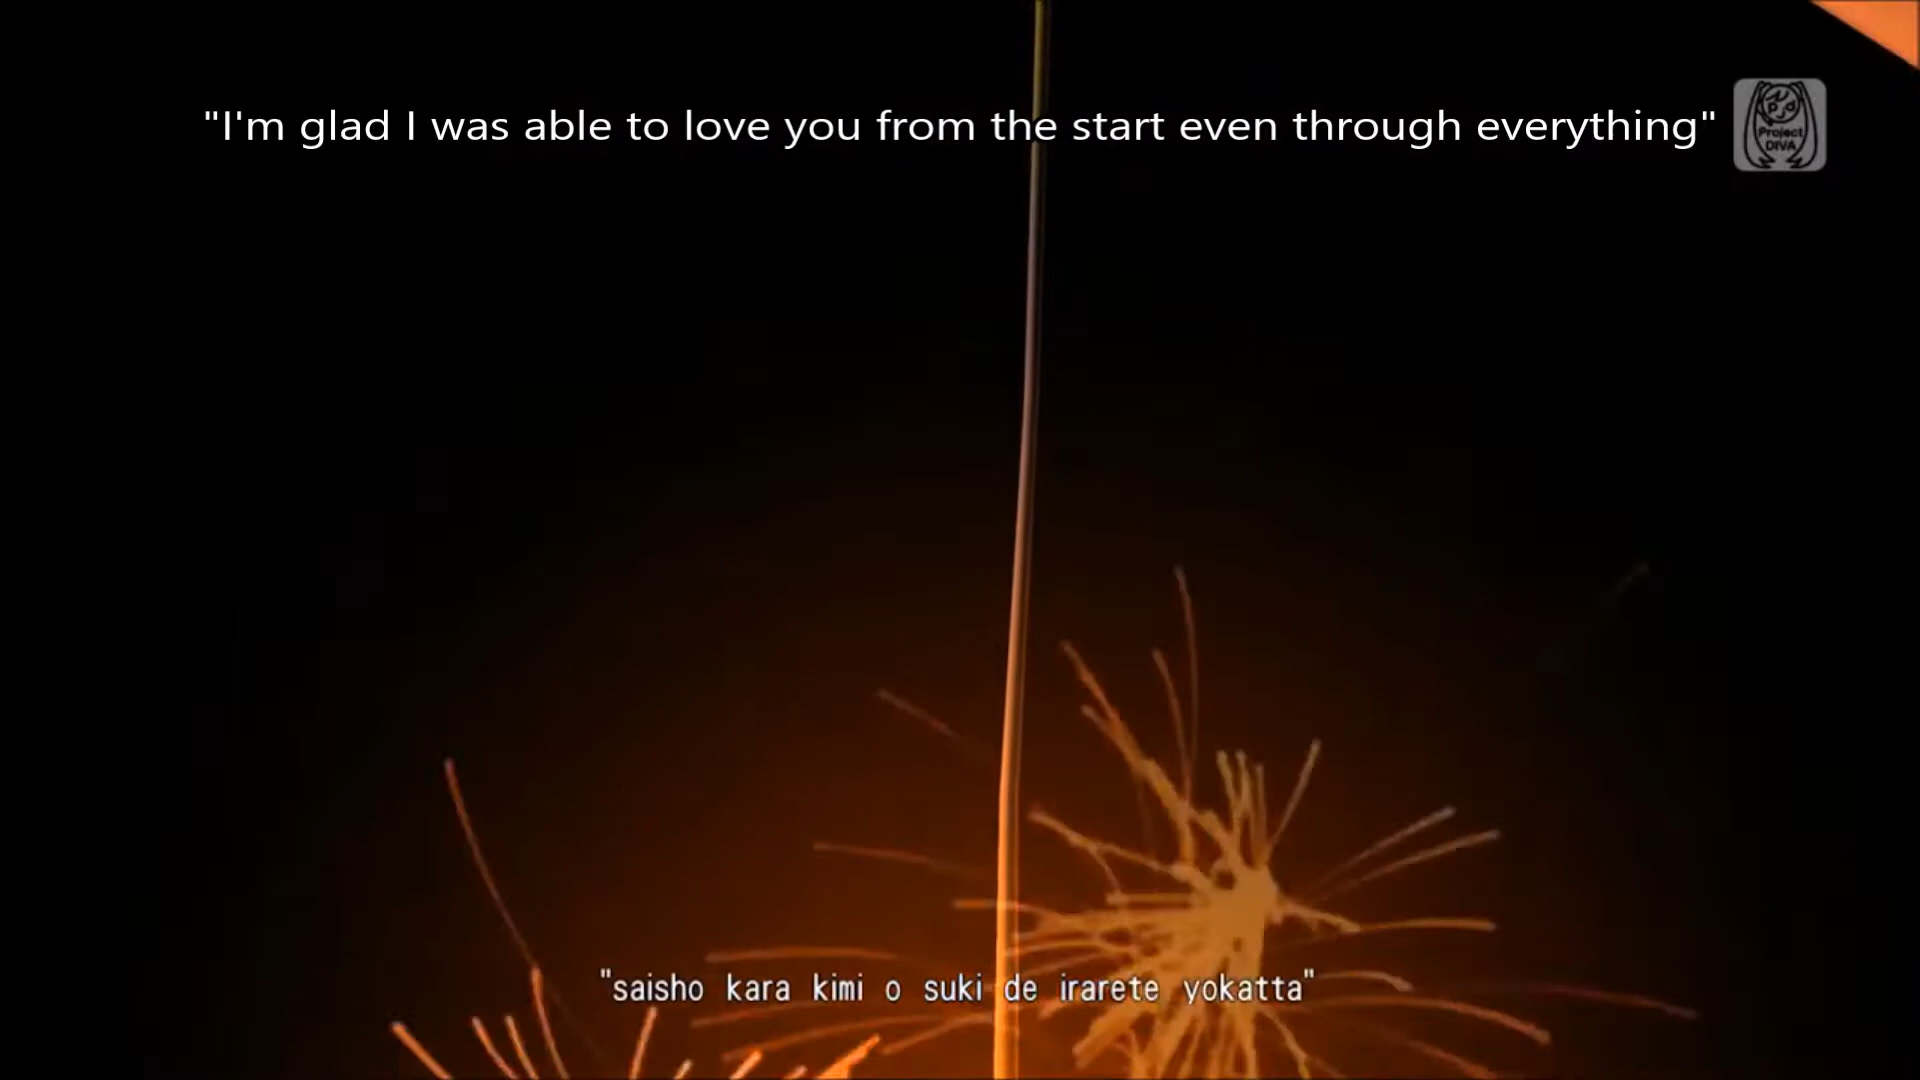 "I'm glad I was able to love you from the start even through everything"
Project
DIVA
"saisho kara kimi o suki de irarete yokatta"